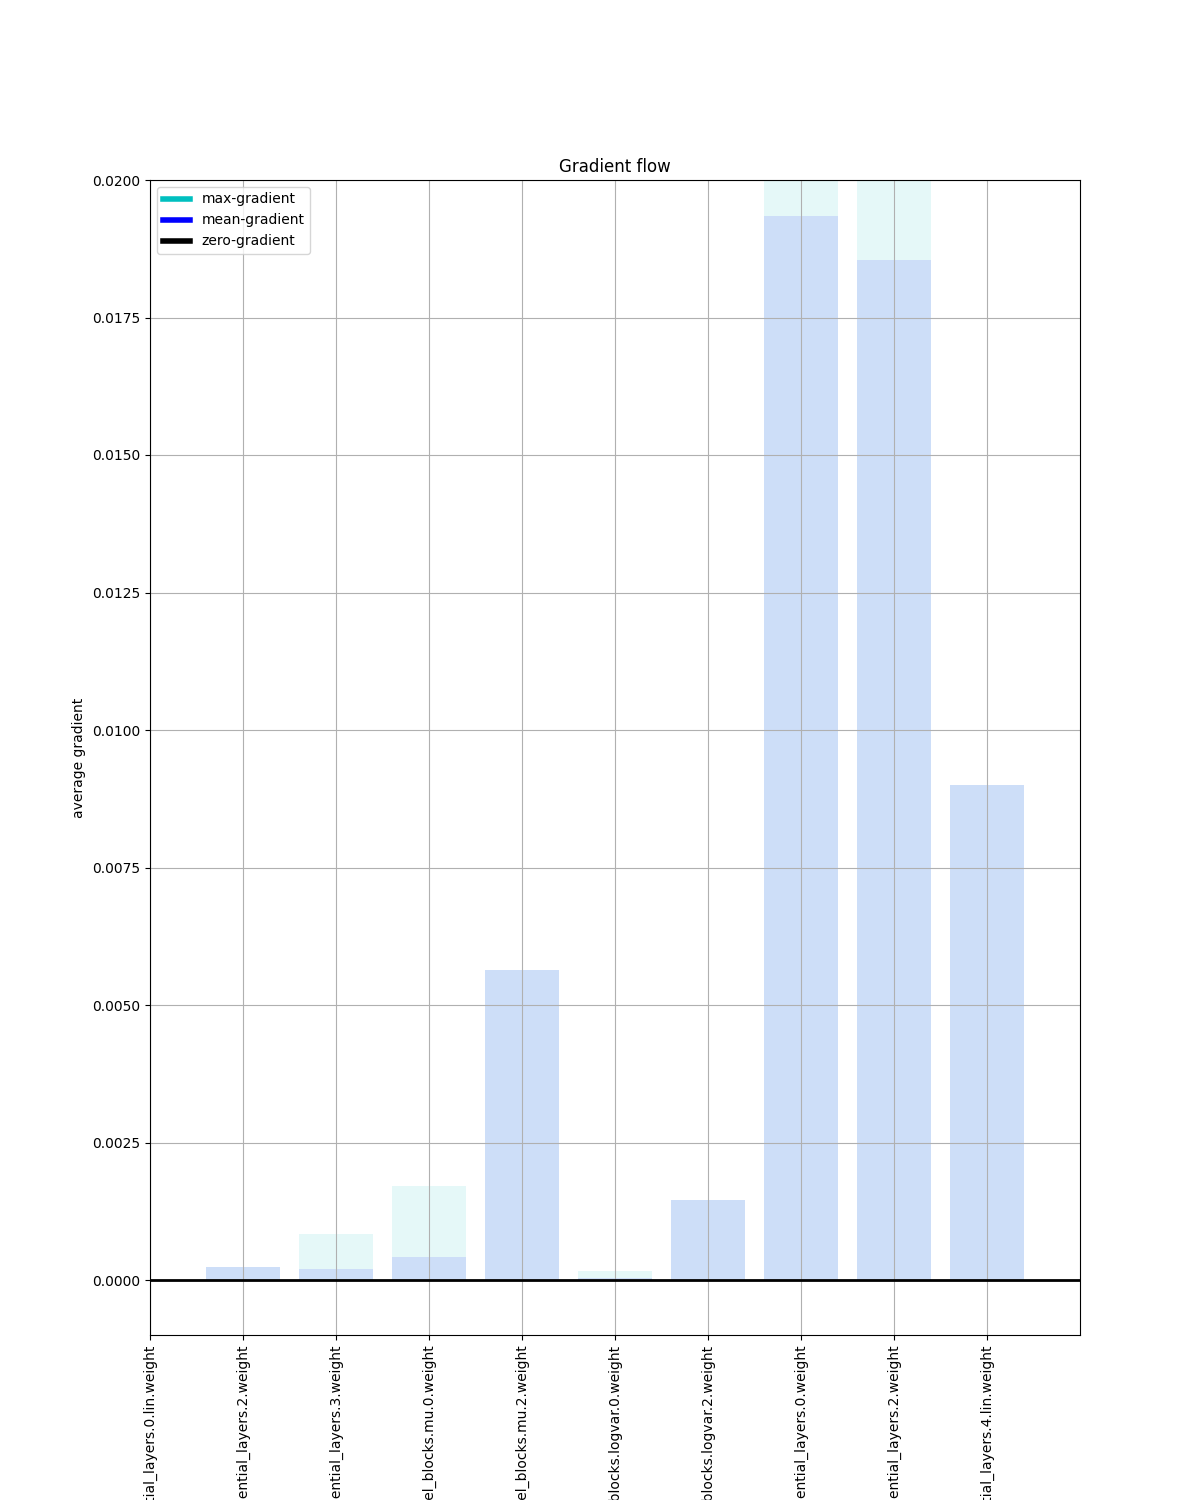 Gradient flow
max-gradient
mean-gradient
zero-gradient
average gradient
0.0200
0.0175
0.0150
0.0125
0.0100
0.0075
0.0050
0.0025
0.0000
tial_layers.0.lin.weight
ential_layers.2.weight
ential_layers.3.weight
el_blocks.mu.0.weight
el_blocks.mu.2.weight
blocks.logvar.0.weight
blocks.logvar.2.weight
ential_layers.0.weight
ential_layers.2.weight
tial_layers.4.lin.weight